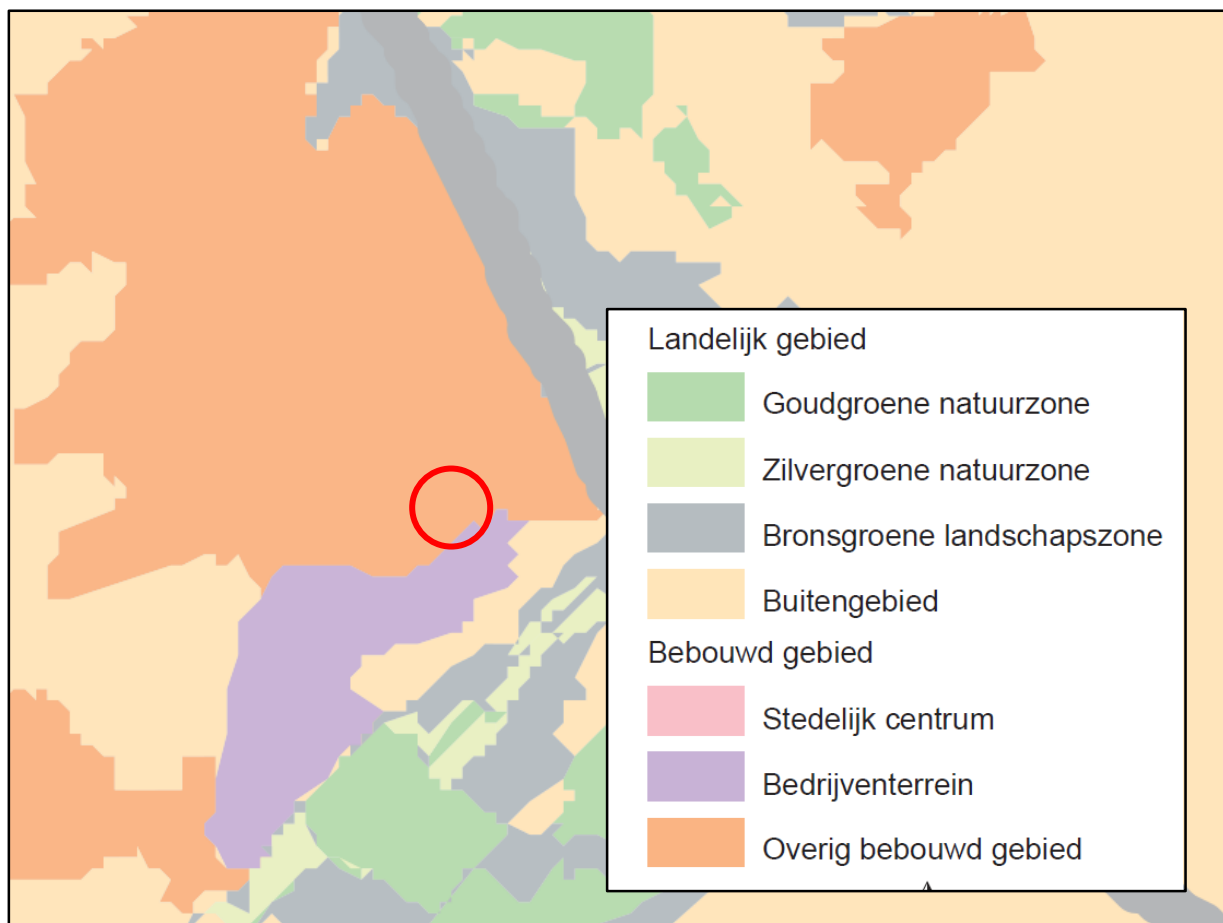 Landelijk gebied
Goudgroene natuurzone
Zilvergroene natuurzone
Bronsgroene landschapszone
Buitengebied
Bebouwd gebied
Stedelijk centrum
Bedrijventerrein
Overig bebouwd gebied